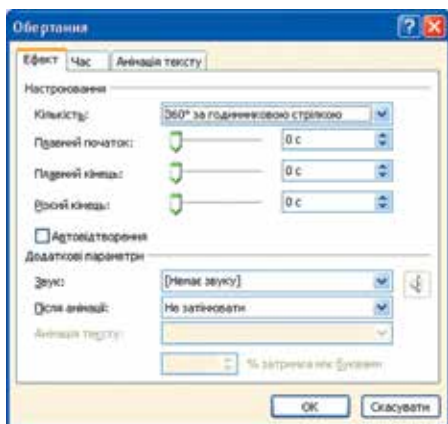 Обертання
Ефект Час Анімація тексту
Настроювання
Кількість: 360° за годинниковою стрілкою
Плавний початок: 0 с
Плавний кінець: 0 с
Різкий кінець: 0 с
Автовідтворення
Додаткові параметри
Звук: [Немає звуку]
Після анімації: Не затінювати
Анімація тексту:
% затримка між буквами
ОК Скасувати